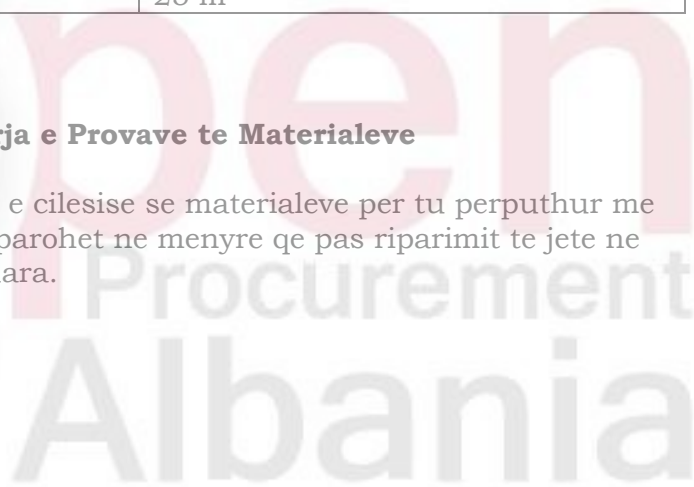 rja e Provave te Materialeve
e cilesise se materialeve per tu perputhur me
parohet ne menyre qe pas riparimit te jete ne
ara.
pen
Procurement
Albania